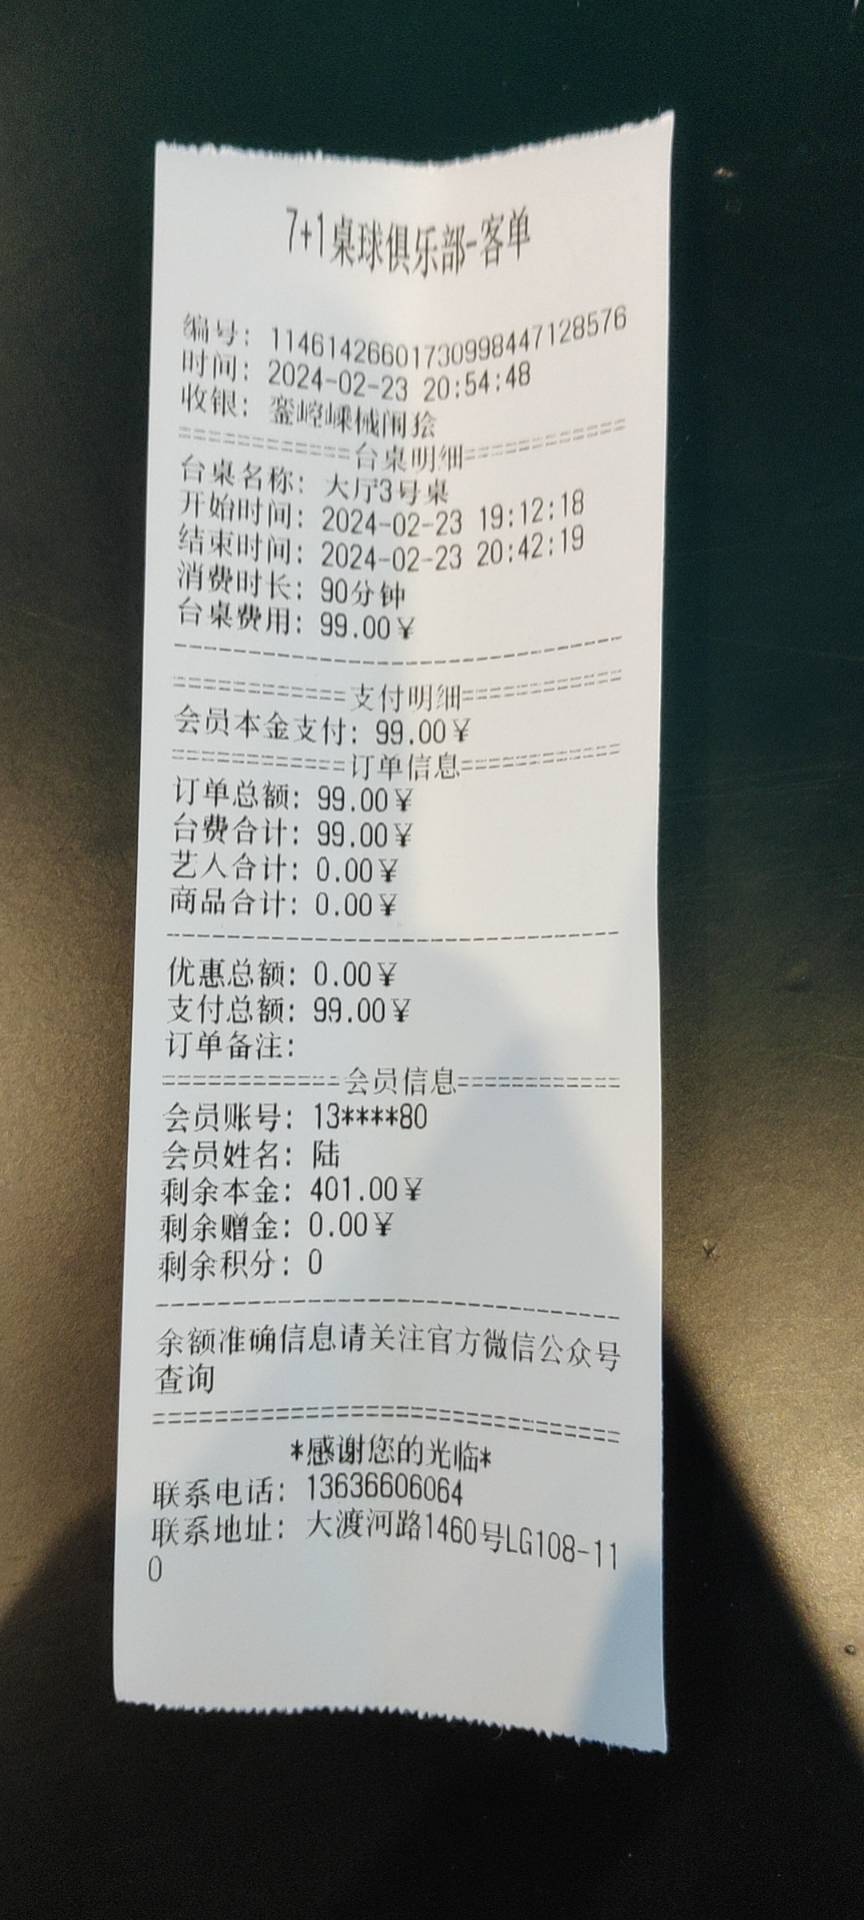 7+1桌球俱乐部-客单
编号: 11461426601730998447128576
时间: 2024-02-23 20:54:48
收银:
===========台桌明细===========
台桌名称: 大厅3号桌
开始时间: 2024-02-23 19:12:18
结束时间: 2024-02-23 20:42:19
消费时长: 90分钟
台桌费用: 99.00¥
------------------------------
===========支付明细===========
会员本金支付: 99.00¥
===========订单信息===========
订单总额: 99.00¥
台费合计: 99.00¥
艺人合计: 0.00¥
商品合计: 0.00¥
------------------------------
优惠总额: 0.00¥
支付总额: 99.00¥
订单备注:
===========会员信息===========
会员账号: 13****80
会员姓名: 陆
剩余本金: 401.00¥
剩余赠金: 0.00¥
剩余积分: 0
------------------------------
余额准确信息请关注官方微信公众号
查询
==============================
*感谢您的光临*
联系电话: 13636606064
联系地址: 大渡河路1460号LG108-11
0